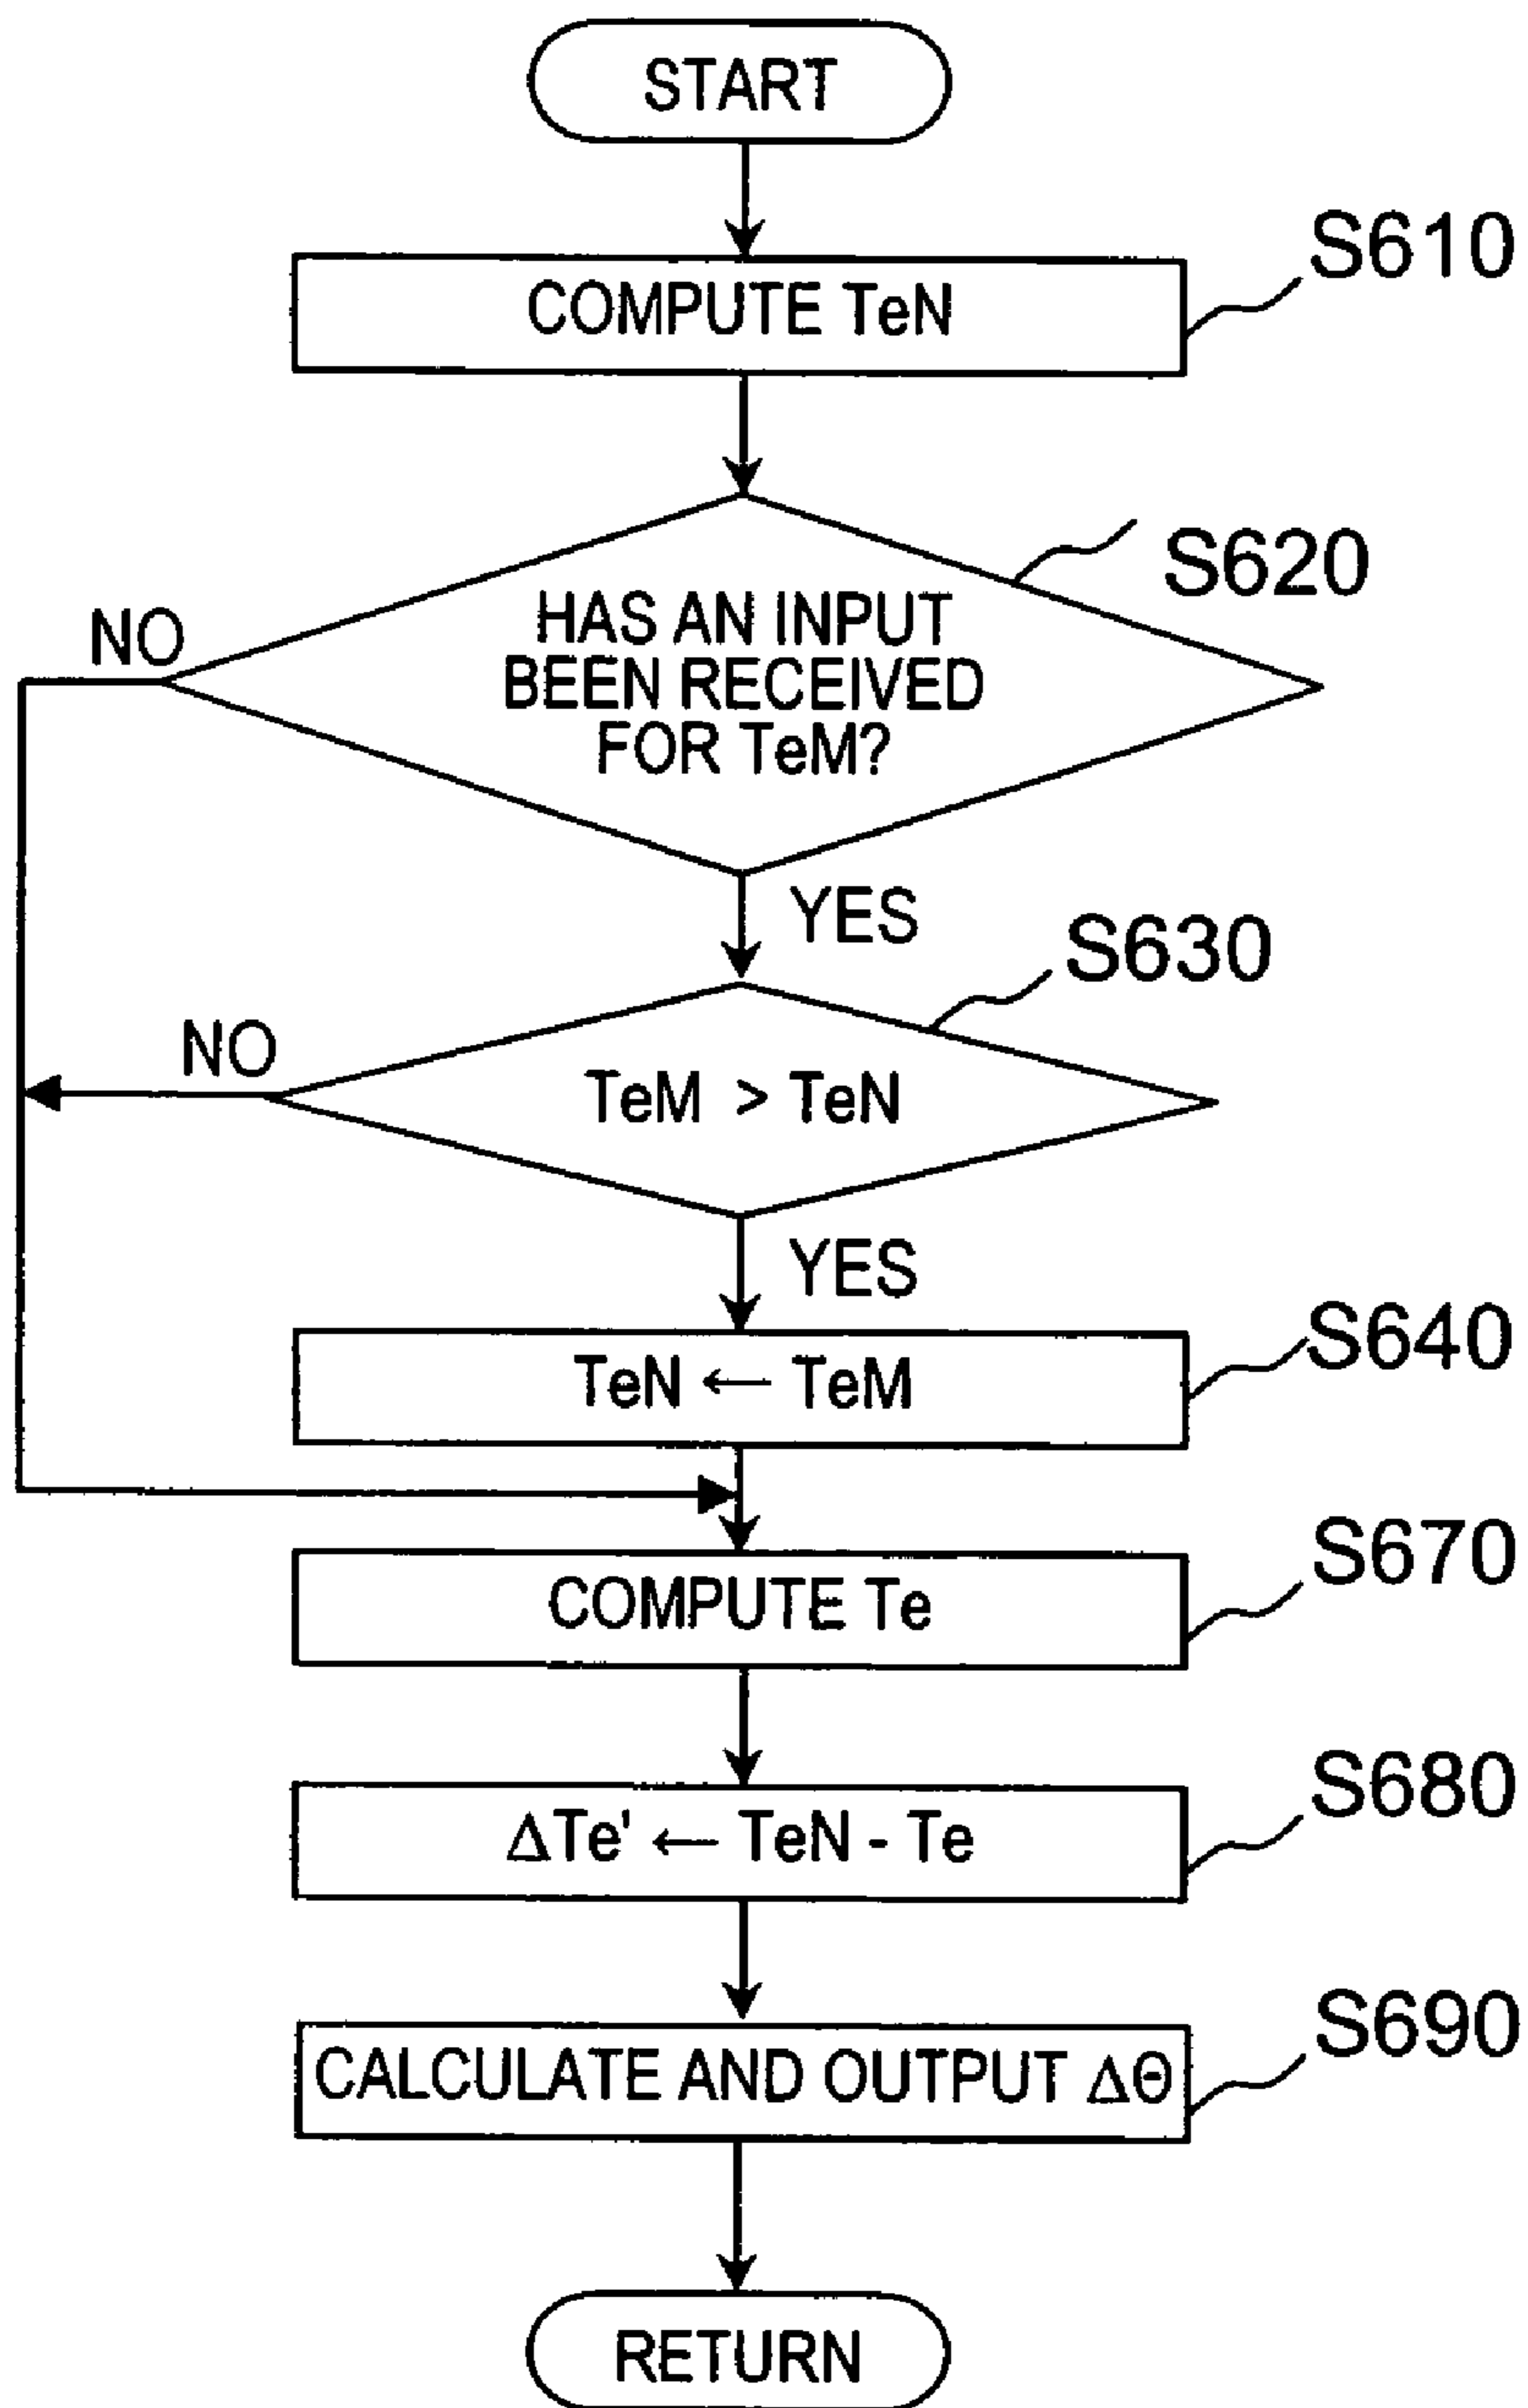 START
S610
COMPUTE TeN
S620
NO
HAS AN INPUT
BEEN RECEIVED
FOR TeM?
YES
S630
NO
TeM > TeN
YES
S640
TeN ← TeM
S670
COMPUTE Te
S680
ΔTe' ← TeN - Te
S690
CALCULATE AND OUTPUT ΔΘ
RETURN